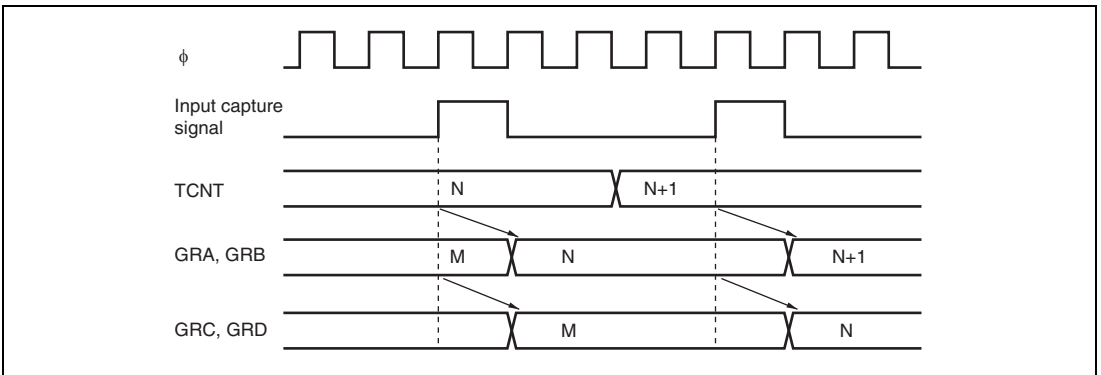 ϕ
Input capture
signal
TCNT N N+1
GRA, GRB M N N+1
GRC, GRD M N